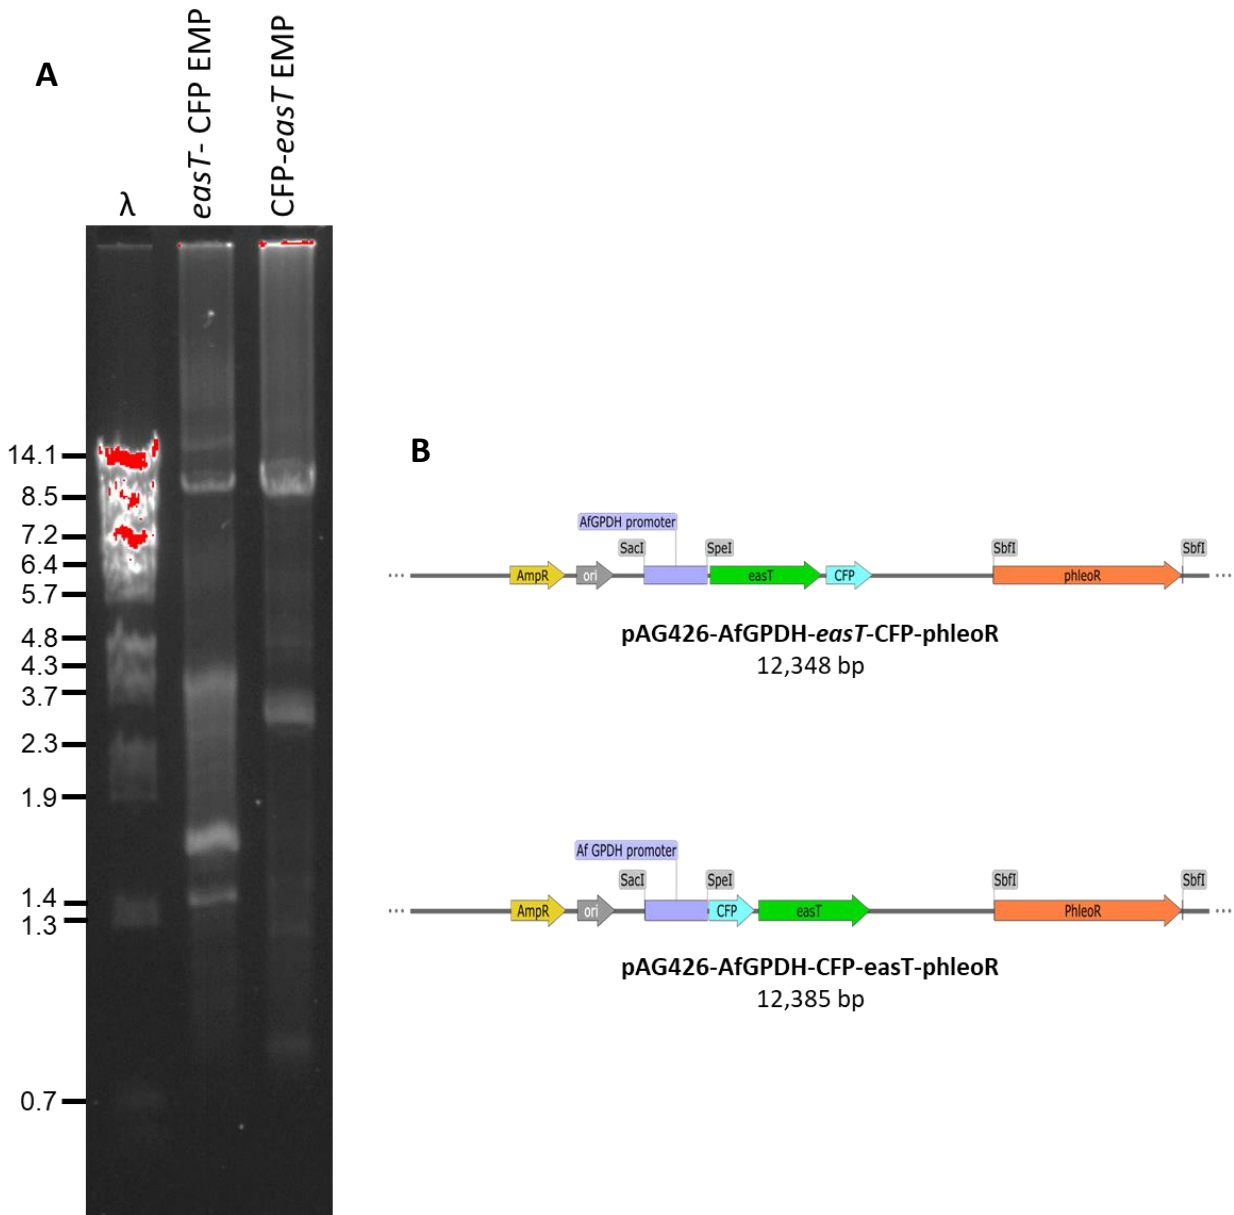 A
λ
easT- CFP EMP
CFP-easT EMP
14.1
8.5
7.2
6.4
5.7
4.8
4.3
3.7
2.3
1.9
1.4
1.3
0.7
B
AfGPDH promoter
SacI SpeI SbfI SbfI
... AmpR ori easT CFP phleoR ...
pAG426-AfGPDH-easT-CFP-phleoR
12,348 bp
Af GPDH promoter
SacI SpeI SbfI SbfI
... AmpR ori CFP easT PhleoR ...
pAG426-AfGPDH-CFP-easT-phleoR
12,385 bp